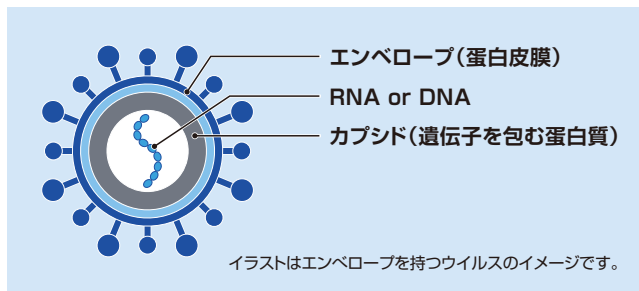 エンベロープ（蛋白皮膜）
RNA or DNA
カプシド（遺伝子を包む蛋白質）
イラストはエンベロープを持つウイルスのイメージです。